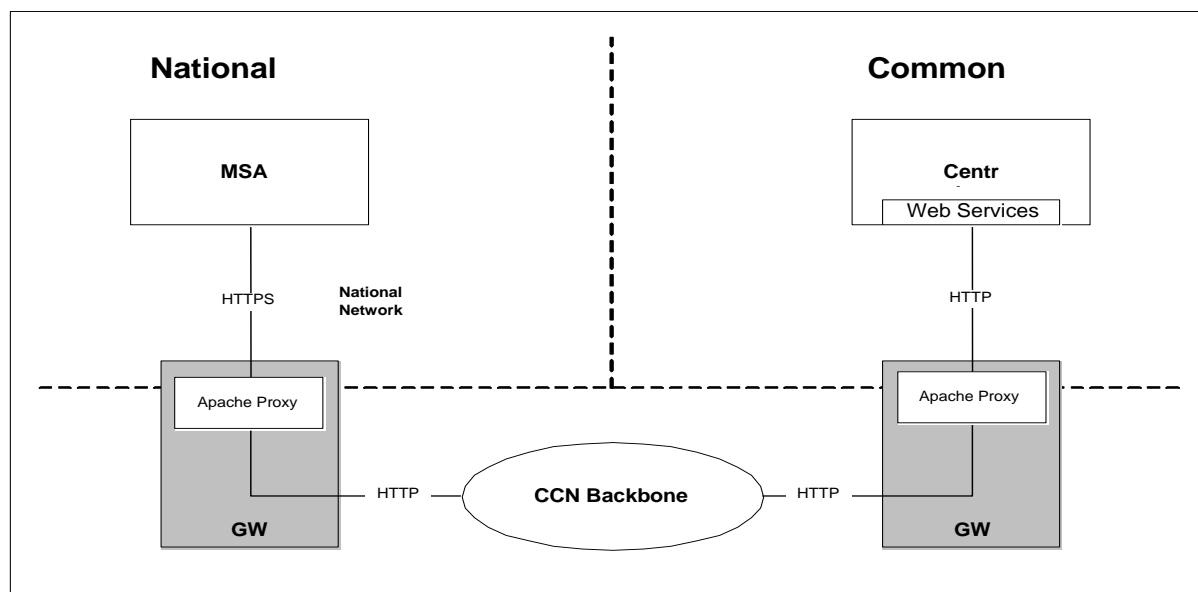 National
Common
MSA
Centr
Web Services
HTTPS
National
Network
HTTP
Apache Proxy
Apache Proxy
HTTP
CCN Backbone
HTTP
GW
GW